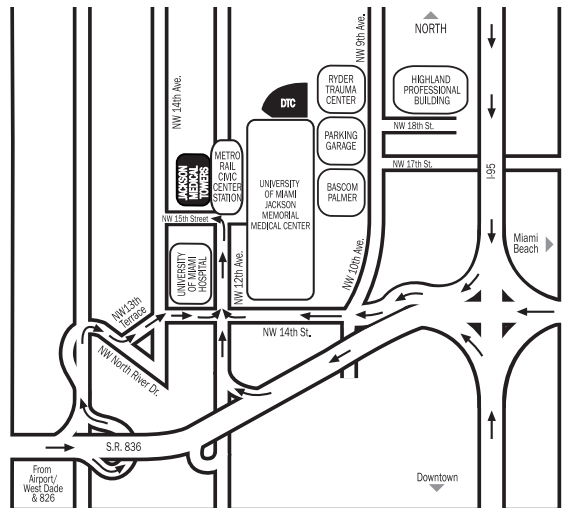 NORTH
NW 9th Ave.
NW 14th Ave.
RYDER
TRAUMA
CENTER
HIGHLAND
PROFESSIONAL
BUILDING
DTC
NW 18th St.
PARKING
GARAGE
METRO
RAIL
CIVIC
CENTER
STATION
JACKSON
MEDICAL
TOWERS
NW 17th St.
I-95
UNIVERSITY
OF MIAMI
JACKSON
MEMORIAL
MEDICAL CENTER
BASCOM
PALMER
NW 15th Street
Miami
Beach
UNIVERSITY
OF MIAMI
HOSPITAL
NW 12th Ave.
NW 10th Ave.
NW13th
Terrace
NW 14th St.
NW North River Dr.
S.R. 836
From
Airport/
West Dade
& 826
Downtown